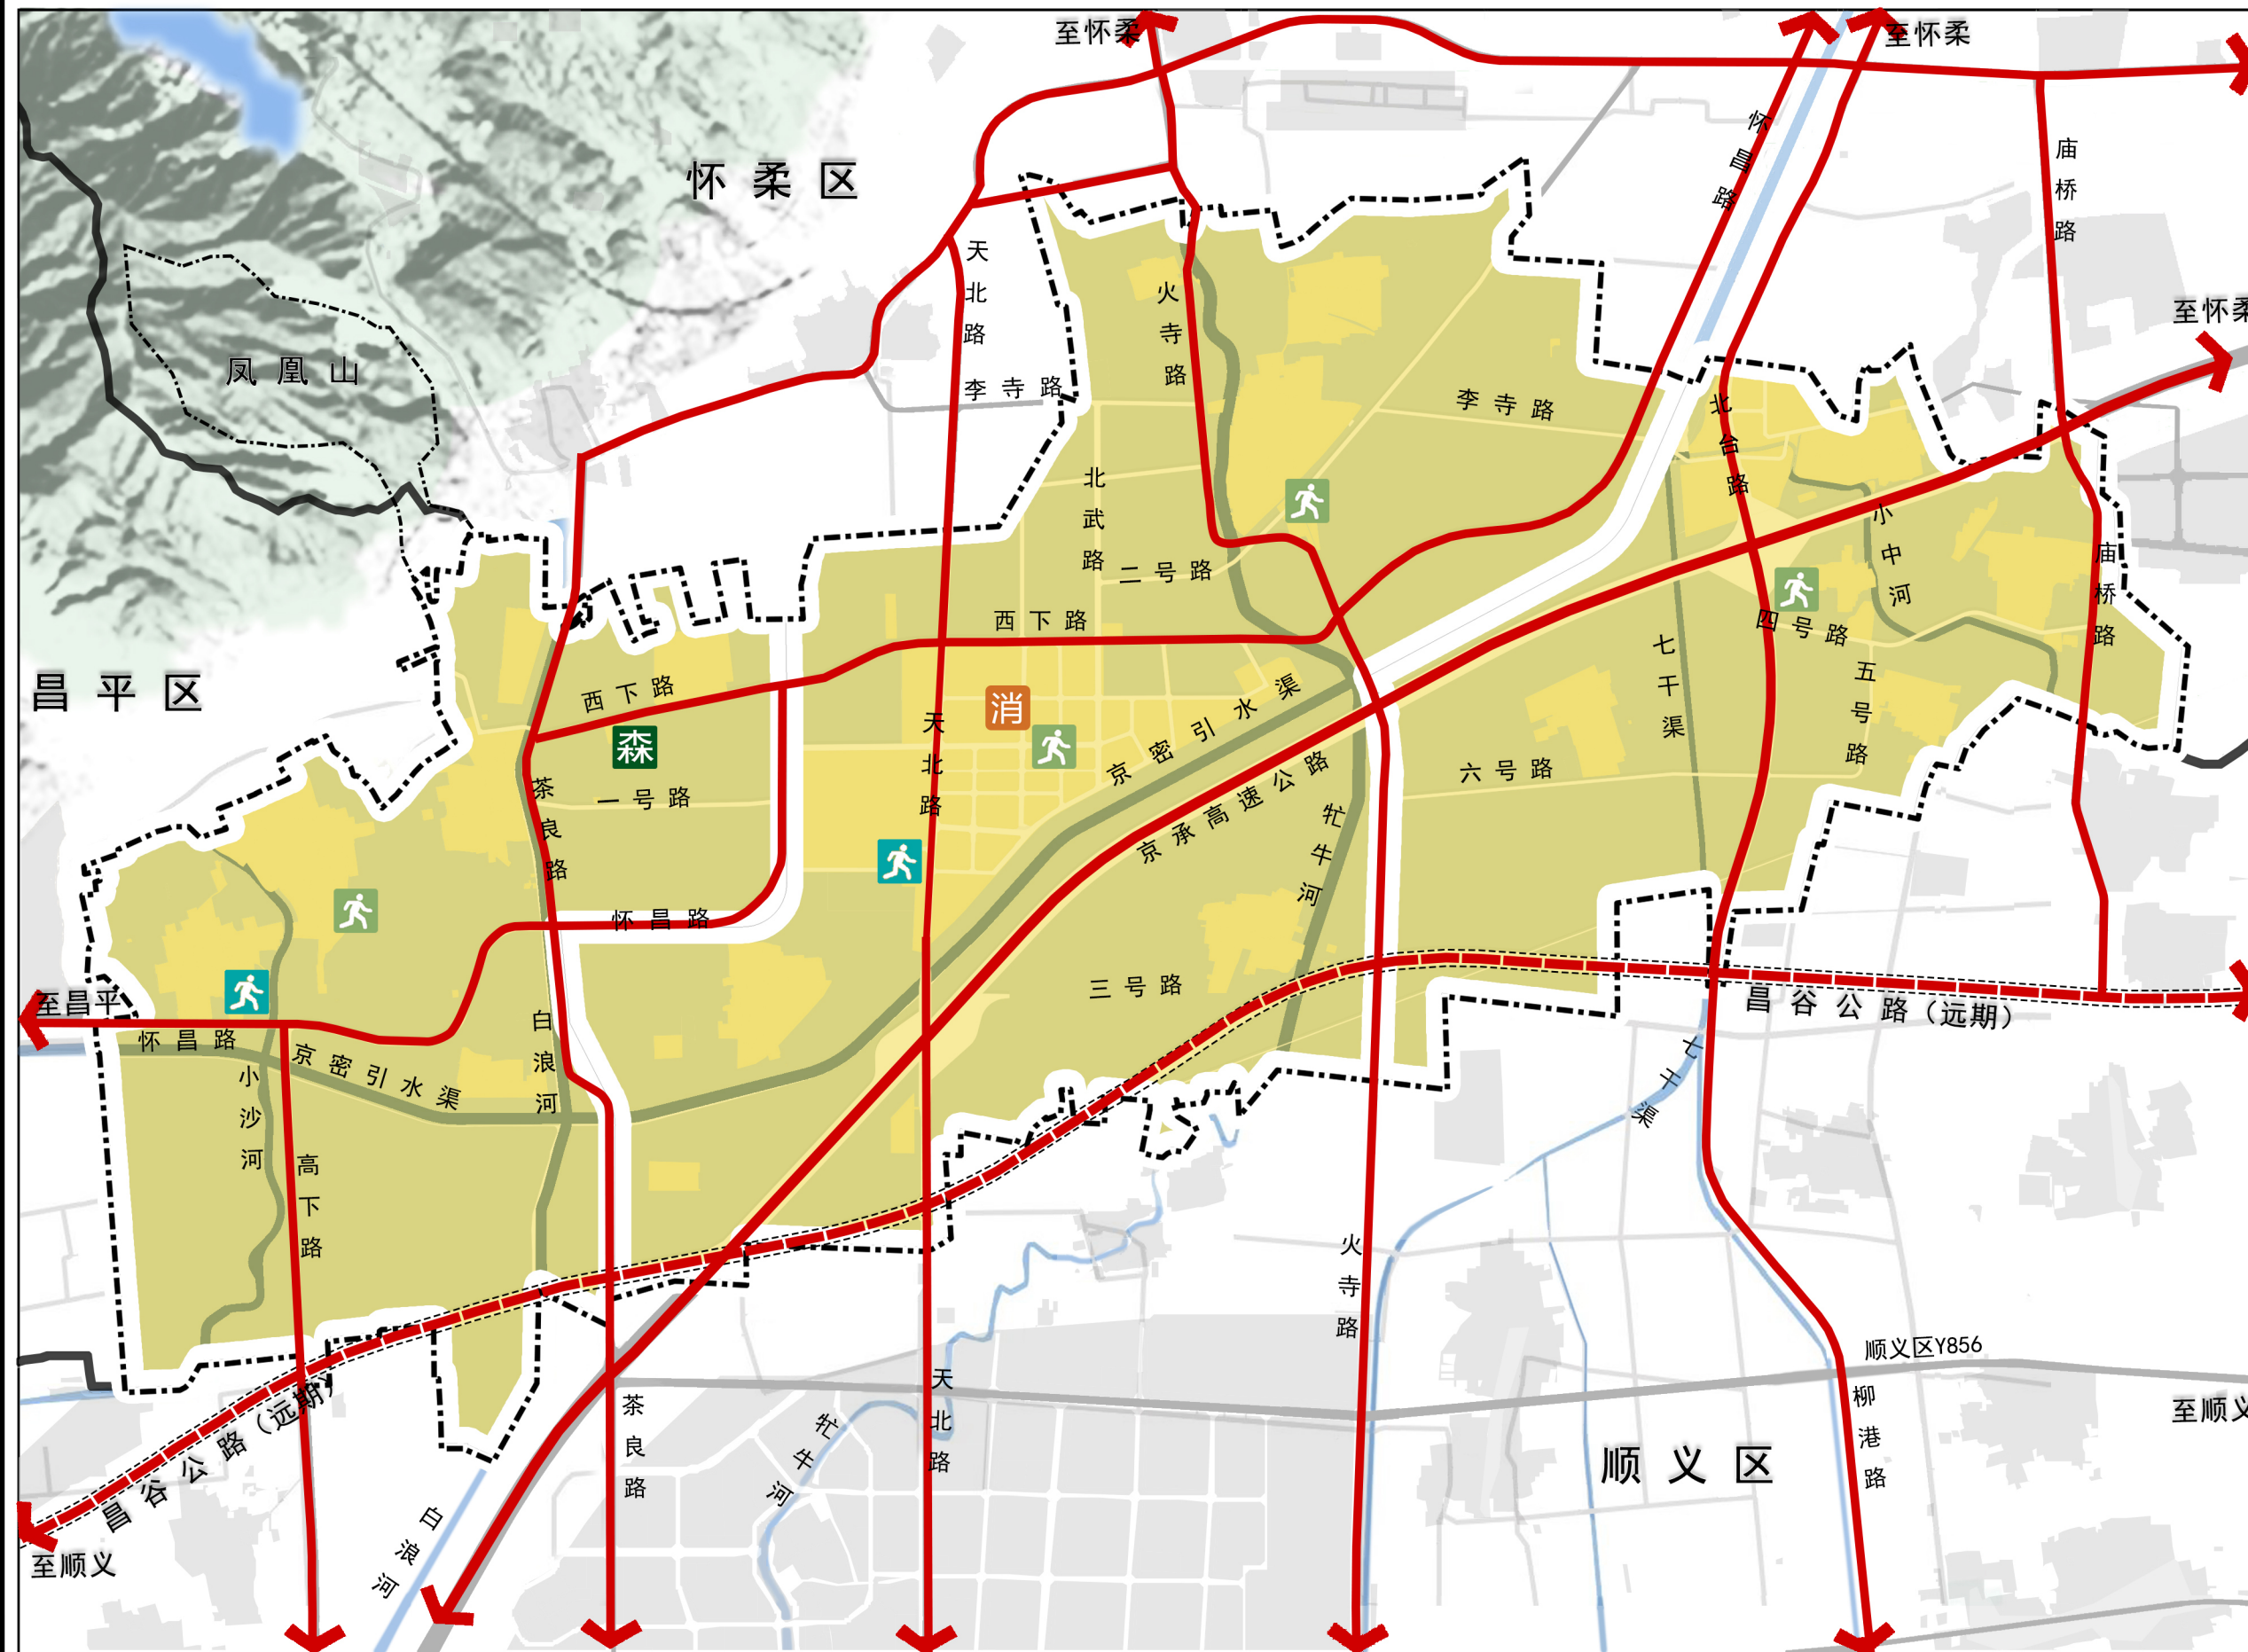 至怀柔
至怀柔
怀昌路
庙桥路
怀柔区
天北路
火寺路
至怀柔
凤凰山
李寺路
李寺路
北台路
北武路
小中河
二号路
庙桥路
西下路
四号路
七干渠
五号路
昌平区
西下路
消
京密引水渠
森
天北路
茶良路
一号路
京承高速公路
六号路
牤牛河
怀昌路
三号路
至昌平
怀昌路
京密引水渠
白浪河
昌谷公路（远期）
小沙河
七干渠
高下路
火寺路
顺义区Y856
昌谷公路（远期）
茶良路
天北路
牤牛河
柳港路
至顺义
顺义区
白浪河
至顺义